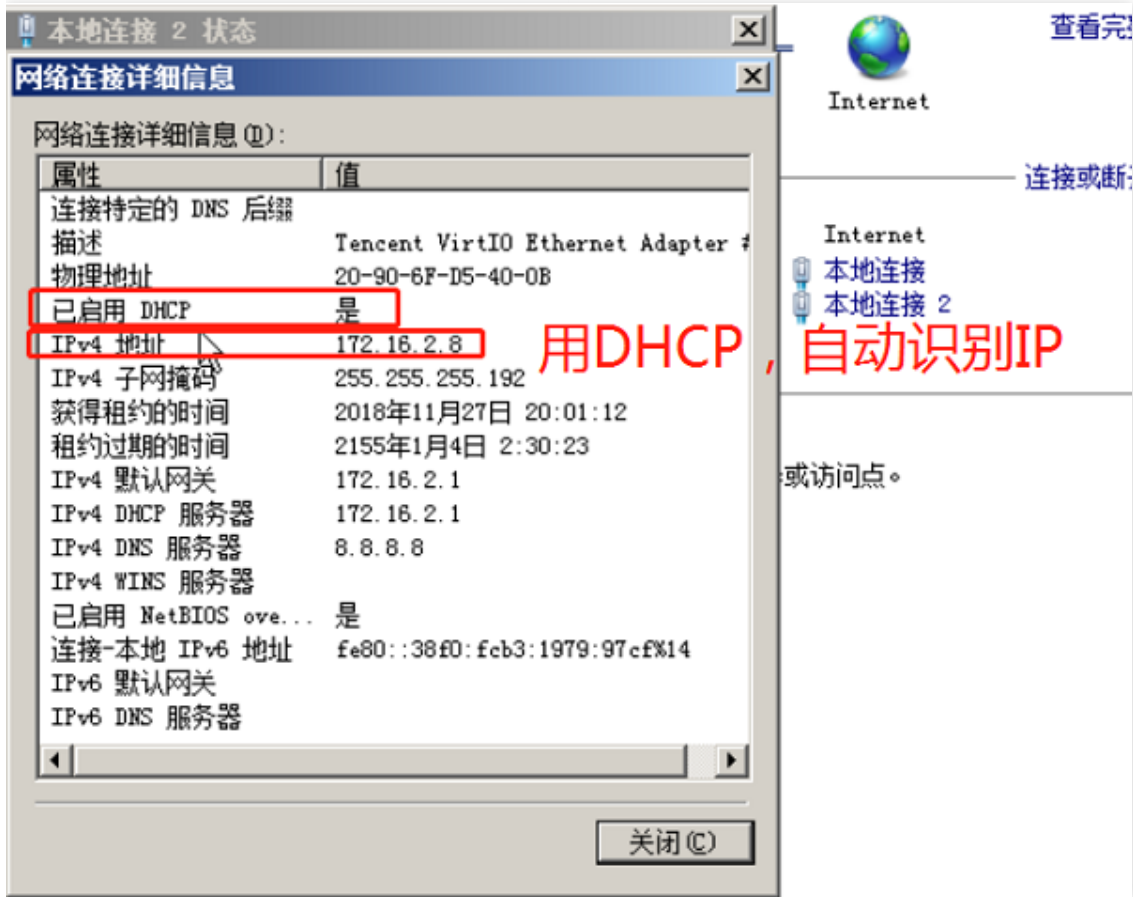 本地连接 2 状态
网络连接详细信息
网络连接详细信息(D):
属性 值
连接特定的 DNS 后缀
描述 Tencent VirtIO Ethernet Adapter #
物理地址 20-90-6F-D5-40-0B
已启用 DHCP 是
IPv4 地址 172.16.2.8
IPv4 子网掩码 255.255.255.192
获得租约的时间 2018年11月27日 20:01:12
租约过期的时间 2155年1月4日 2:30:23
IPv4 默认网关 172.16.2.1
IPv4 DHCP 服务器 172.16.2.1
IPv4 DNS 服务器 8.8.8.8
IPv4 WINS 服务器
已启用 NetBIOS ove... 是
连接-本地 IPv6 地址 fe80::38f0:fcb3:1979:97cf%14
IPv6 默认网关
IPv6 DNS 服务器
关闭(C)
用DHCP，自动识别IP
查看完
Internet
连接或断
Internet
本地连接
本地连接 2
或访问点。